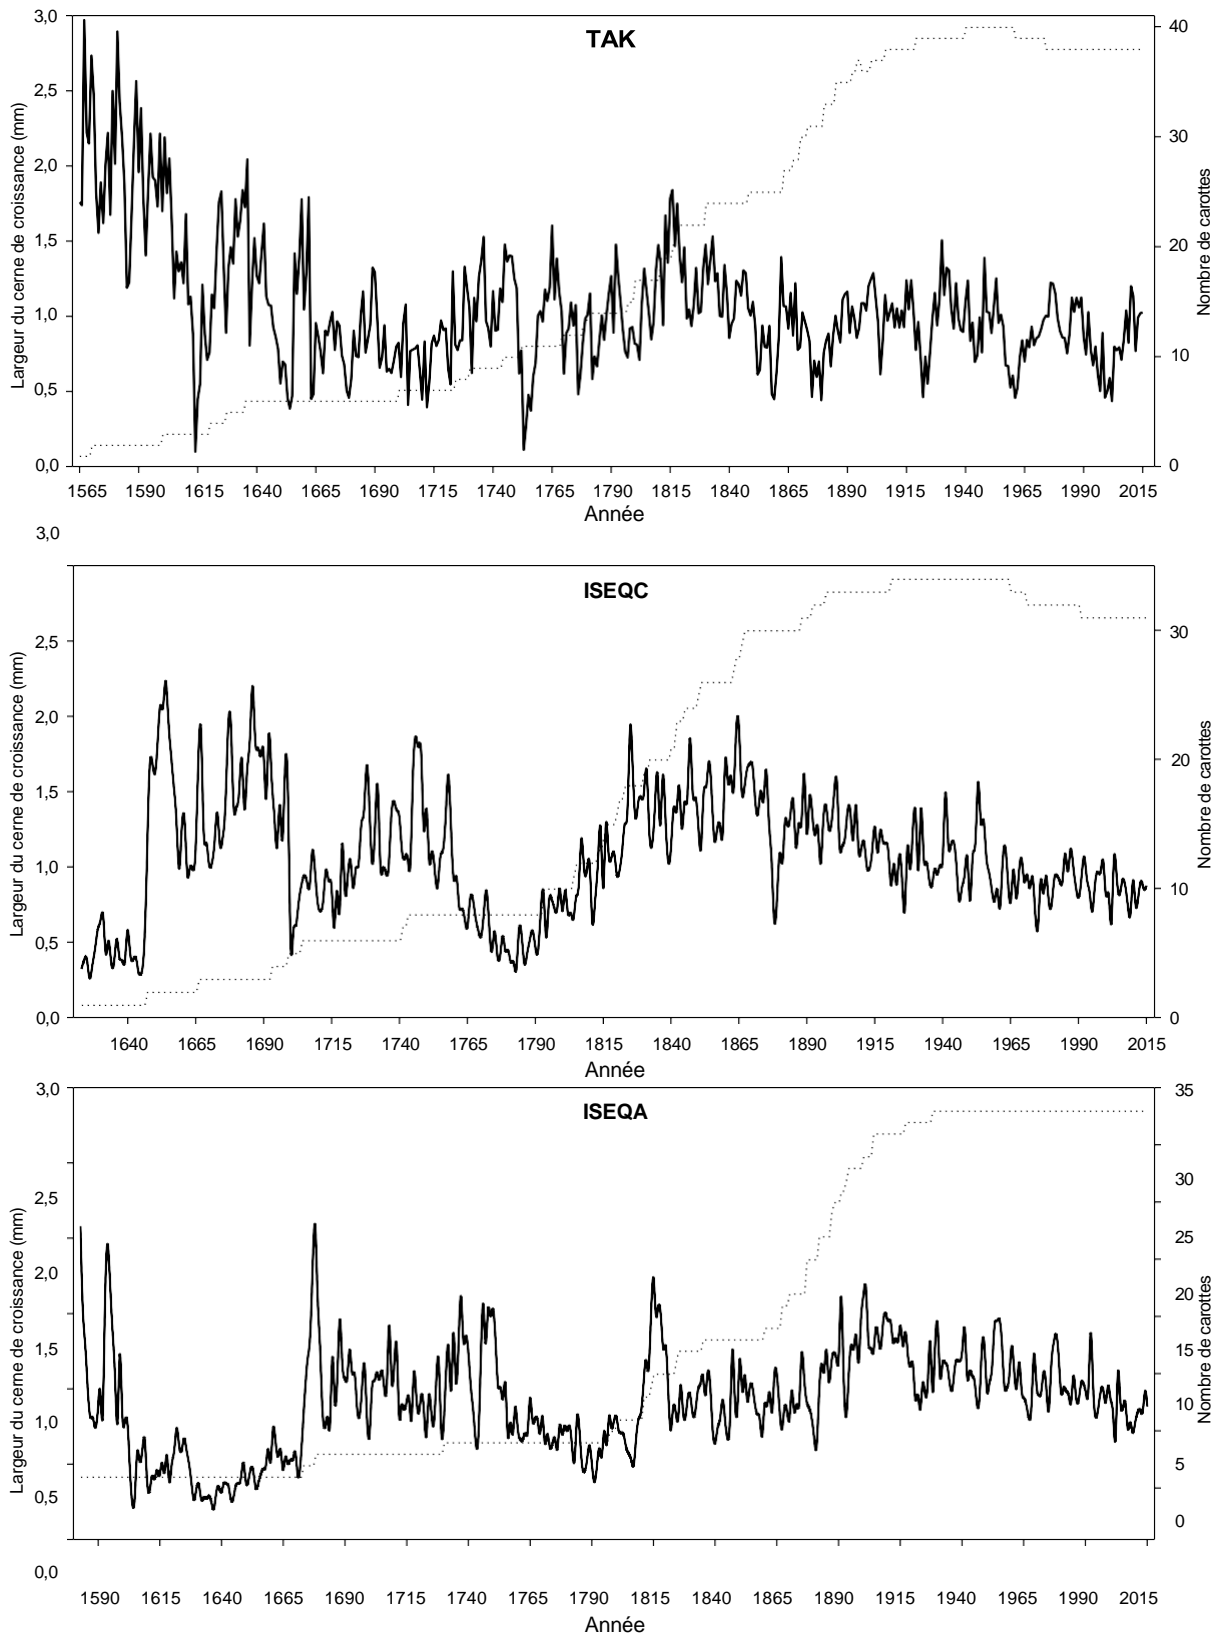 TAK
3,0
2,5
2,0
1,5
1,0
0,5
0,0
Largeur du cerne de croissance (mm)
40
30
20
10
0
Nombre de carottes
1565 1590 1615 1640 1665 1690 1715 1740 1765 1790 1815 1840 1865 1890 1915 1940 1965 1990 2015
Année
ISEQC
3,0
2,5
2,0
1,5
1,0
0,5
0,0
Largeur du cerne de croissance (mm)
30
20
10
0
Nombre de carottes
1640 1665 1690 1715 1740 1765 1790 1815 1840 1865 1890 1915 1940 1965 1990 2015
Année
ISEQA
3,0
2,5
2,0
1,5
1,0
0,5
0,0
Largeur du cerne de croissance (mm)
35
30
25
20
15
10
5
0
Nombre de carottes
1590 1615 1640 1665 1690 1715 1740 1765 1790 1815 1840 1865 1890 1915 1940 1965 1990 2015
Année